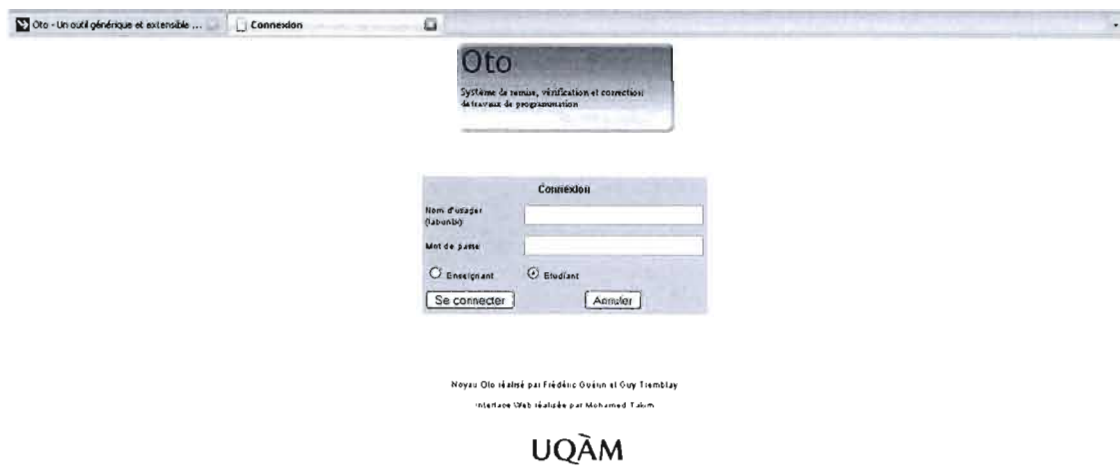 Oto - Un outil générique et extensible ...
Connexion
Oto
Système de remise, vérification et correction
de travaux de programmation
Connexion
Nom d'usager
(labunix)
Mot de passe
Enseignant
Etudiant
Se connecter
Annuler
Noyau Oto réalisé par Frédéric Guérin et Guy Tremblay
Interface Web réalisée par Mohamed Takim
UQÀM